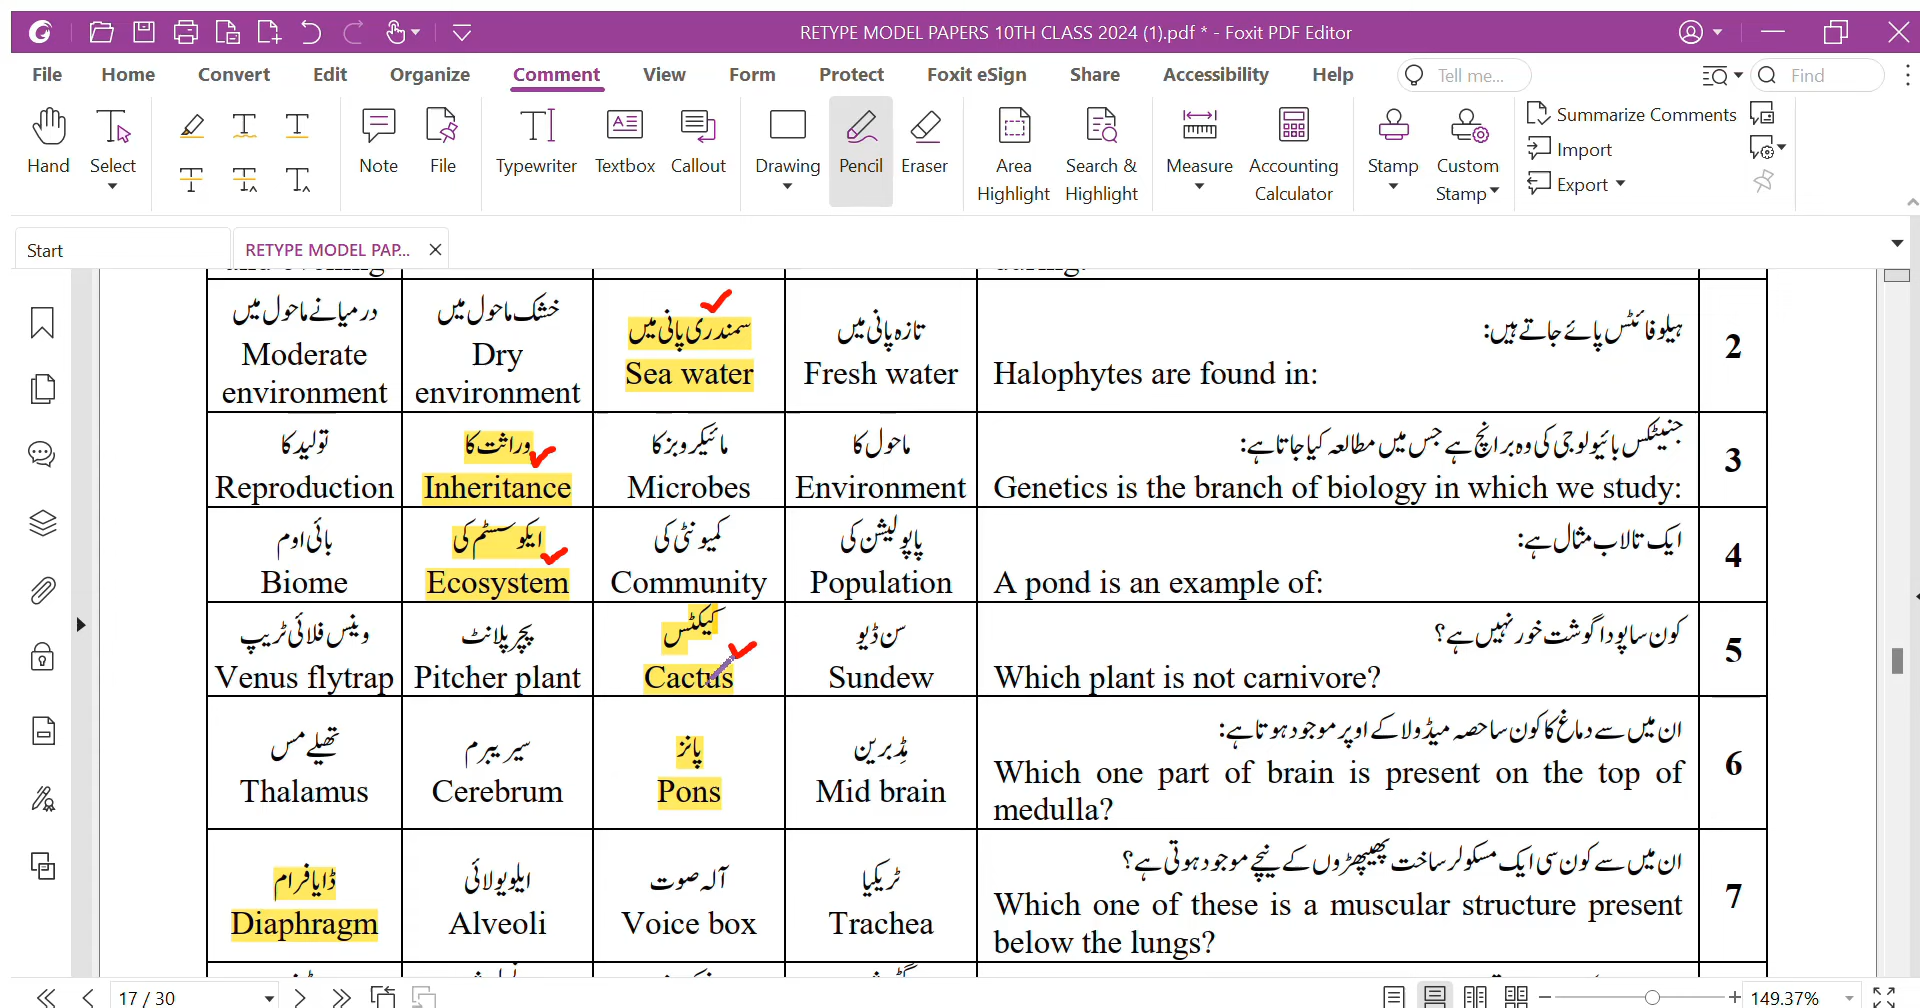 RETYPE MODEL PAPERS 10TH CLASS 2024 (1).pdf * - Foxit PDF Editor
File Home Convert Edit Organize Comment View Form Protect Foxit eSign Share Accessibility Help Tell me... Find
Hand Select Note File Typewriter Textbox Callout Drawing Pencil Eraser Area Highlight Search & Highlight Measure Accounting Calculator Stamp Custom Stamp Summarize Comments
Import
Export
Start RETYPE MODEL PAP...
2
ہیلوفائٹس پائے جاتے ہیں:
Halophytes are found in:
تازہ پانی میں
Fresh water
سمندری پانی میں
Sea water
خشک ماحول میں
Dry
environment
درمیانے ماحول میں
Moderate
environment
3
جنیٹکس بائیولوجی کی وہ برانچ ہے جس میں مطالعہ کیا جاتا ہے:
Genetics is the branch of biology in which we study:
ماحول کا
Environment
مائیکروبز کا
Microbes
وراثت کا
Inheritance
تولید کا
Reproduction
4
ایک تالاب مثال ہے:
A pond is an example of:
پاپولیشن کی
Population
کمیونٹی کی
Community
ایکوسسٹم کی
Ecosystem
بائی اوم
Biome
5
کون سا پودا گوشت خور نہیں ہے؟
Which plant is not carnivore?
سن ڈیو
Sundew
کیکٹس
Cactus
پچر پلانٹ
Pitcher plant
وینس فلائی ٹریپ
Venus flytrap
6
ان میں سے دماغ کا کون سا حصہ میڈولا کے اوپر موجود ہوتا ہے:
Which one part of brain is present on the top of
medulla?
مِڈ برین
Mid brain
پانز
Pons
سیریبرم
Cerebrum
تھیلے مس
Thalamus
7
ان میں سے کون سی ایک مسکولر ساخت پھیپھڑوں کے نیچے موجود ہوتی ہے؟
Which one of these is a muscular structure present
below the lungs?
ٹریکیا
Trachea
آلہ صوت
Voice box
ایلویولائی
Alveoli
ڈایافرام
Diaphragm
17 / 30 149.37%